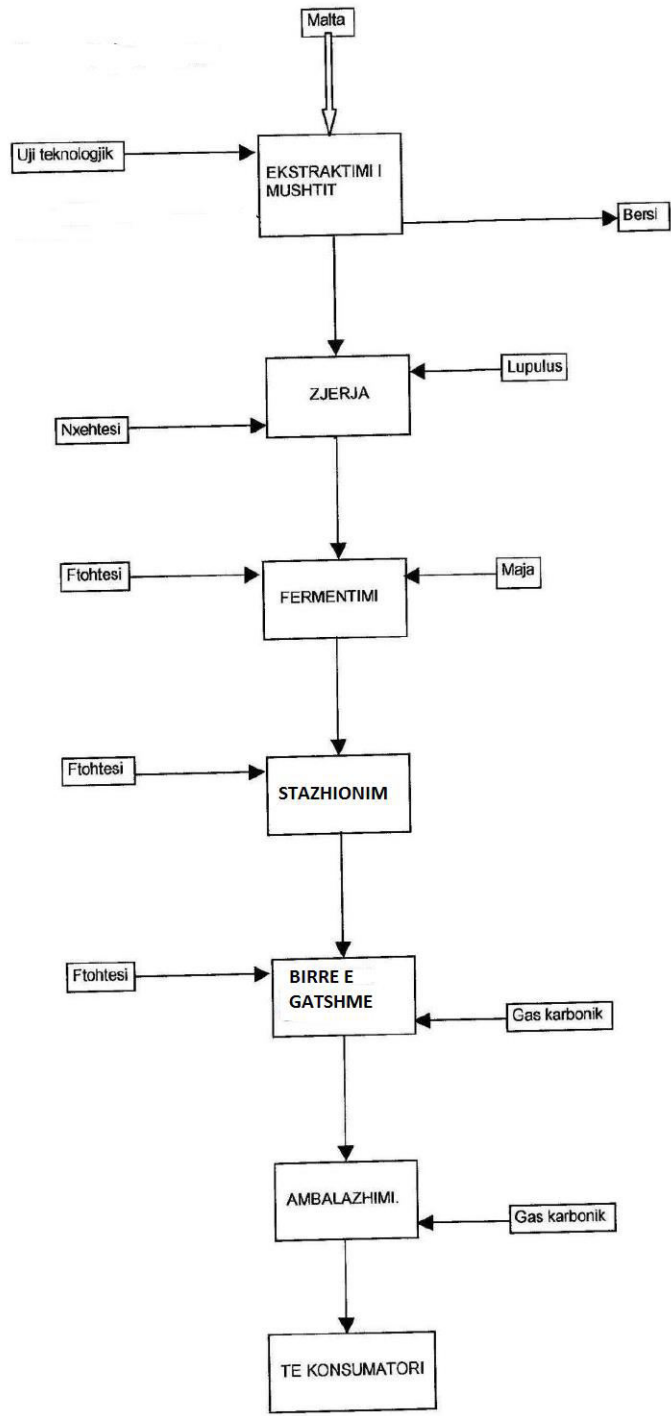 Malta
Uji teknologjik
EKSTRAKTIMI I
MUSHTIT
Bersi
Lupulus
ZJERJA
Nxehtesi
Ftohtesi
FERMENTIMI
Maja
Ftohtesi
STAZHIONIM
Ftohtesi
BIRRE E
GATSHME
Gas karbonik
AMBALAZHIMI.
Gas karbonik
TE KONSUMATORI